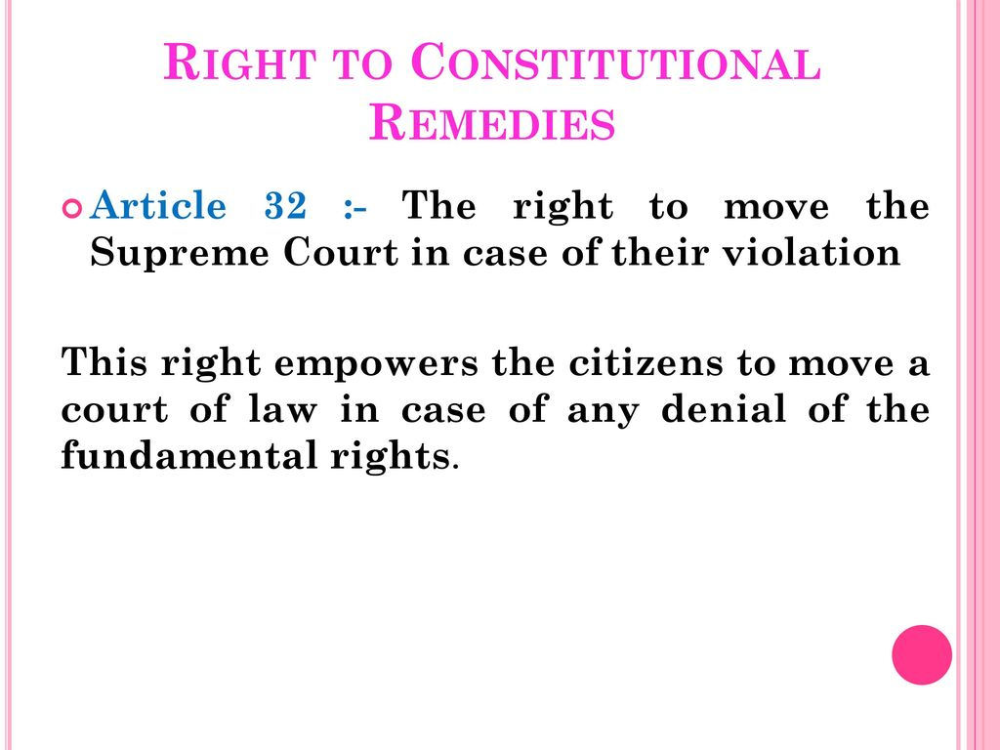 RIGHT TO CONSTITUTIONAL
REMEDIES
Article 32 :- The right to move the
Supreme Court in case of their violation
This right empowers the citizens to move a
court of law in case of any denial of the
fundamental rights.